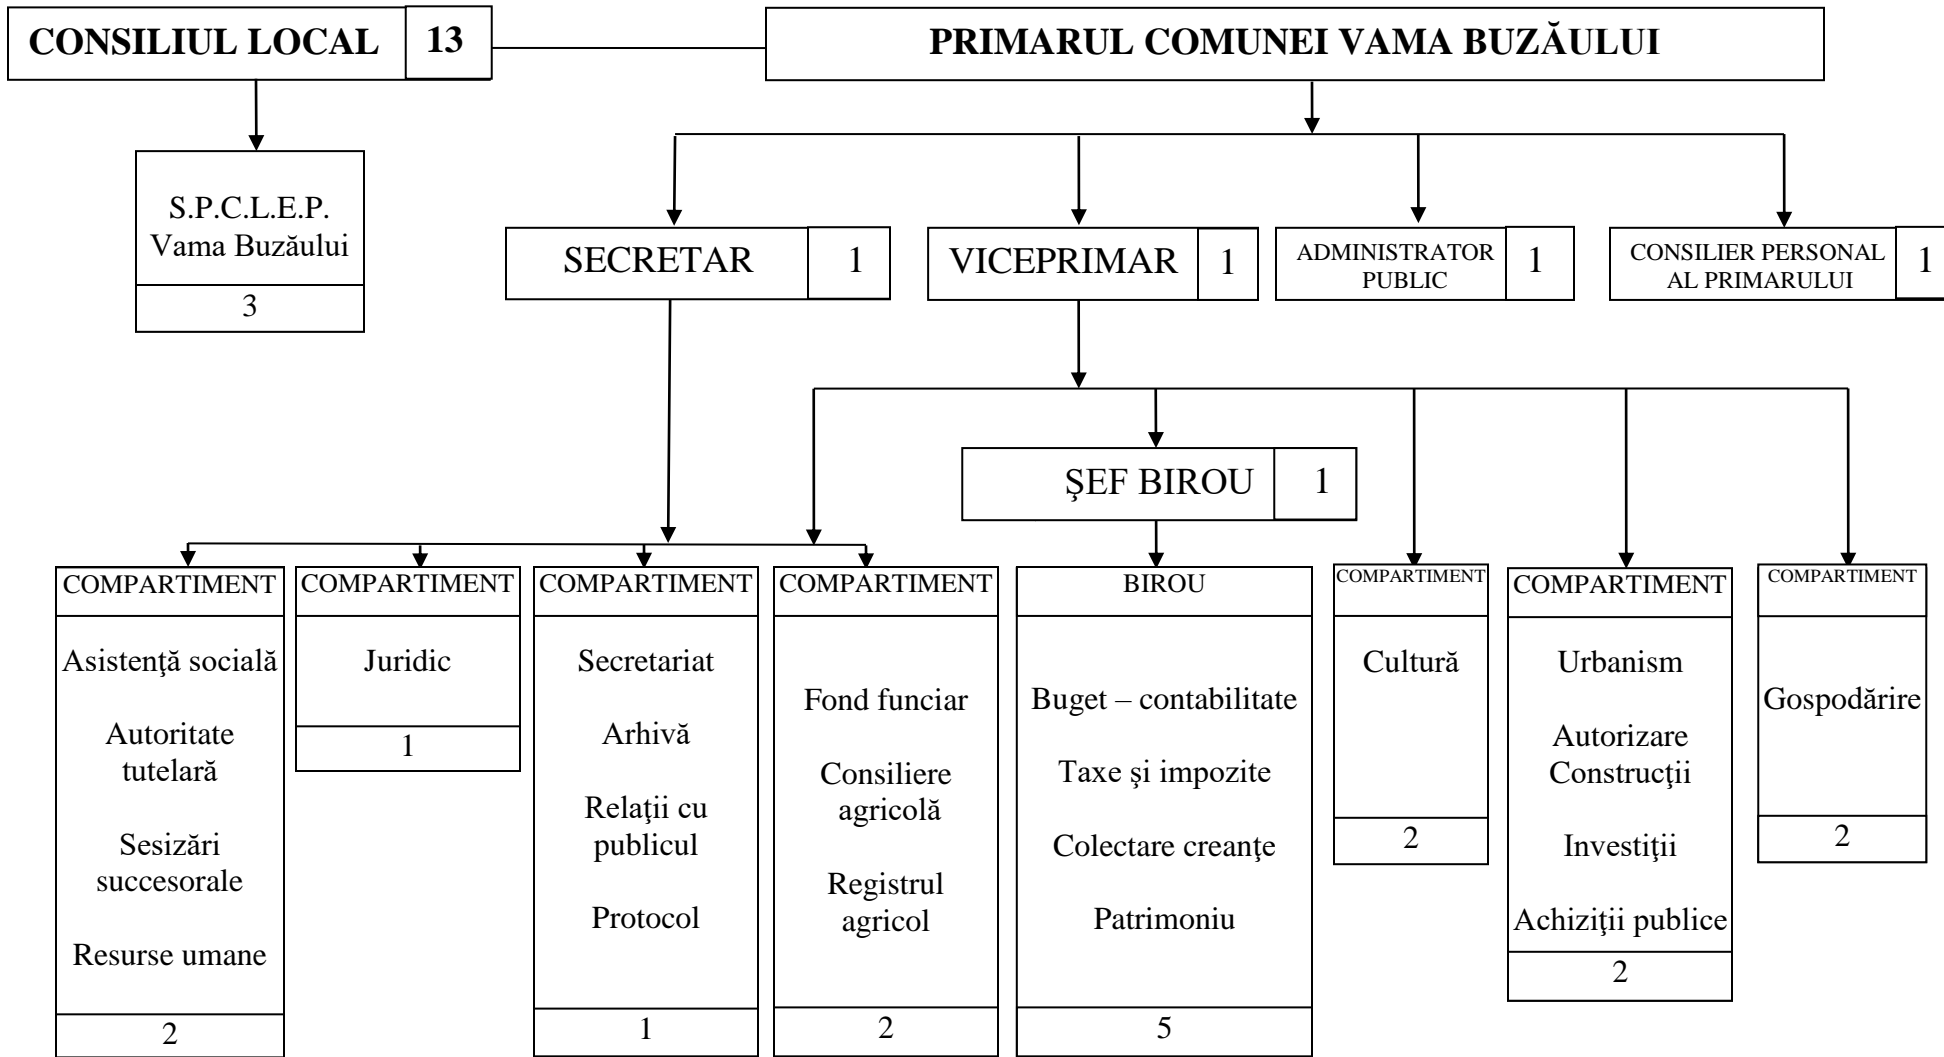 CONSILIUL LOCAL 13
PRIMARUL COMUNEI VAMA BUZĂULUI
S.P.C.L.E.P.
Vama Buzăului
3
SECRETAR 1
VICEPRIMAR 1
ADMINISTRATOR
PUBLIC
1
CONSILIER PERSONAL
AL PRIMARULUI
1
ŞEF BIROU 1
COMPARTIMENT
Asistenţă socială
Autoritate
tutelară
Sesizări
succesorale
Resurse umane
2
COMPARTIMENT
Juridic
1
COMPARTIMENT
Secretariat
Arhivă
Relaţii cu
publicul
Protocol
1
COMPARTIMENT
Fond funciar
Consiliere
agricolă
Registrul
agricol
2
BIROU
Buget – contabilitate
Taxe şi impozite
Colectare creanţe
Patrimoniu
5
COMPARTIMENT
Cultură
2
COMPARTIMENT
Urbanism
Autorizare
Construcţii
Investiţii
Achiziţii publice
2
COMPARTIMENT
Gospodărire
2